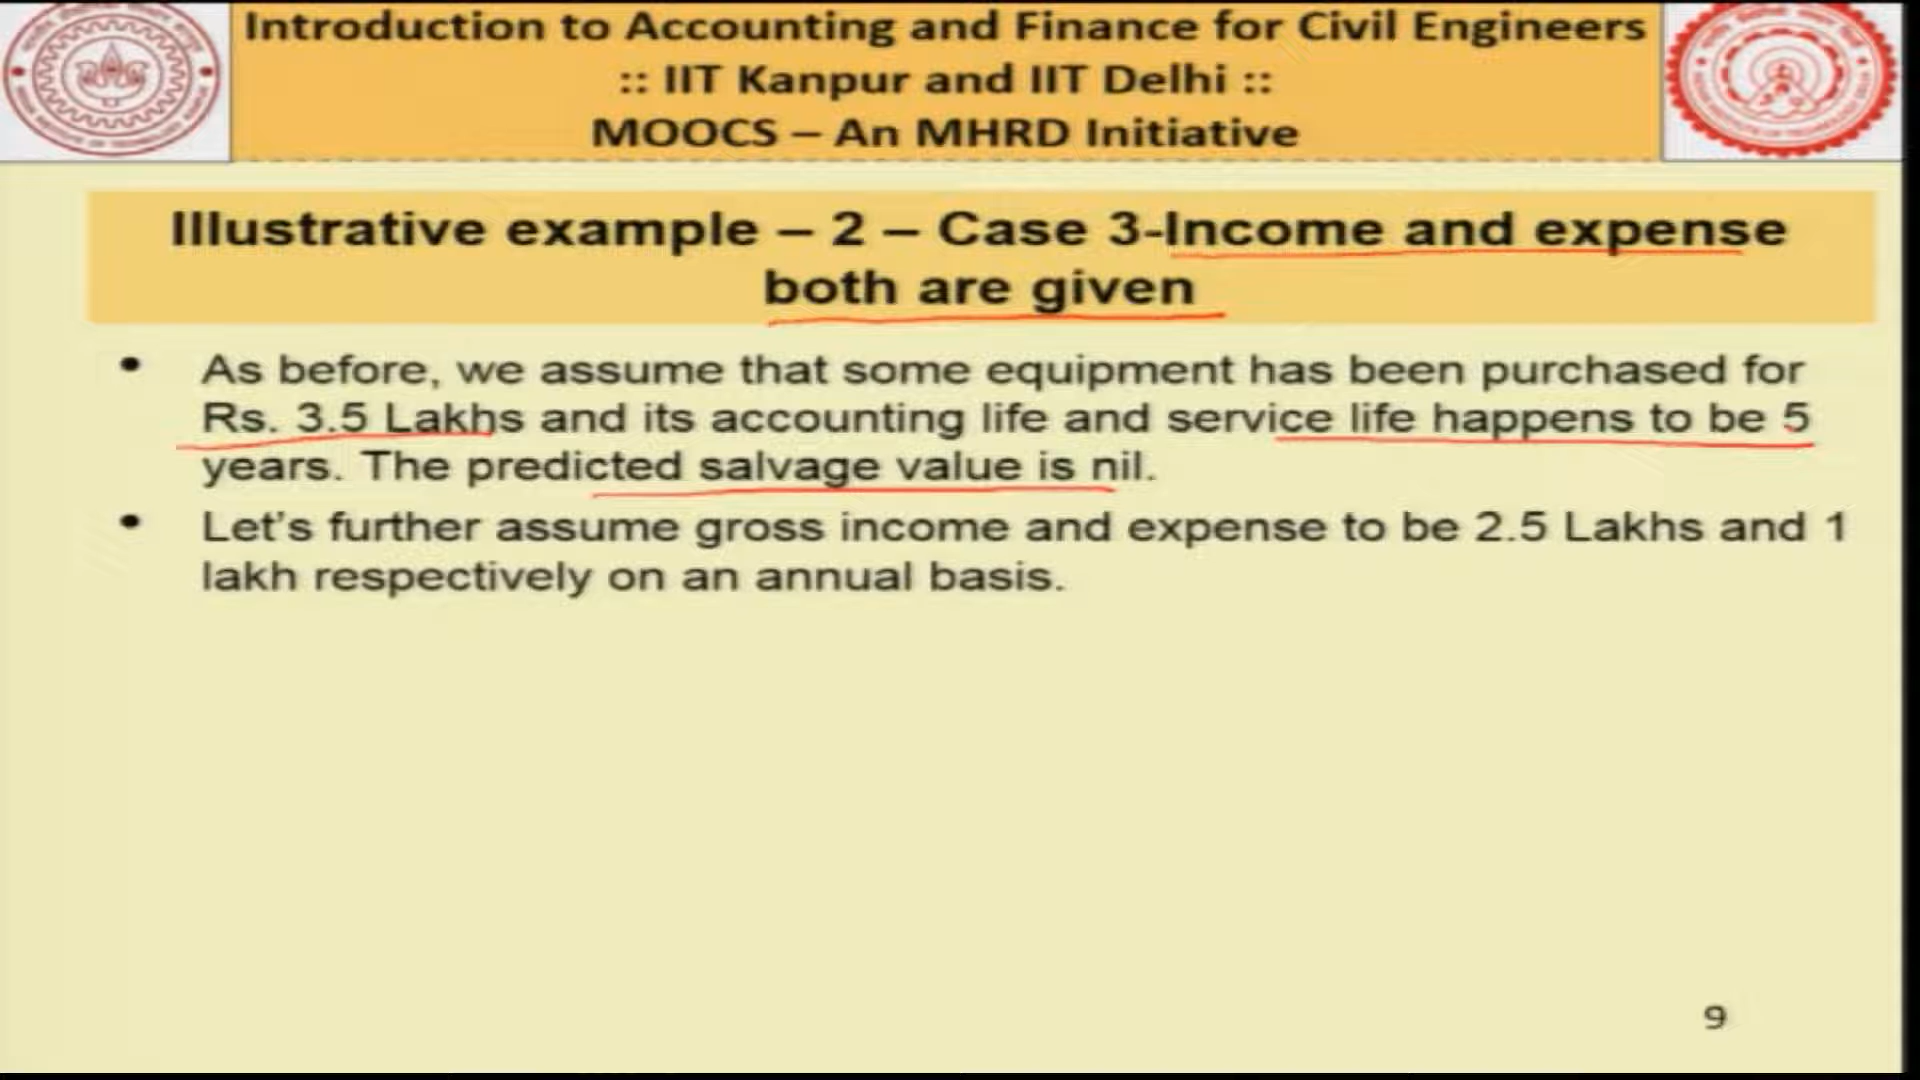 Introduction to Accounting and Finance for Civil Engineers
:: IIT Kanpur and IIT Delhi ::
MOOCS – An MHRD Initiative
Illustrative example – 2 – Case 3-Income and expense
both are given
• As before, we assume that some equipment has been purchased for
Rs. 3.5 Lakhs and its accounting life and service life happens to be 5
years. The predicted salvage value is nil.
• Let's further assume gross income and expense to be 2.5 Lakhs and 1
lakh respectively on an annual basis.
9